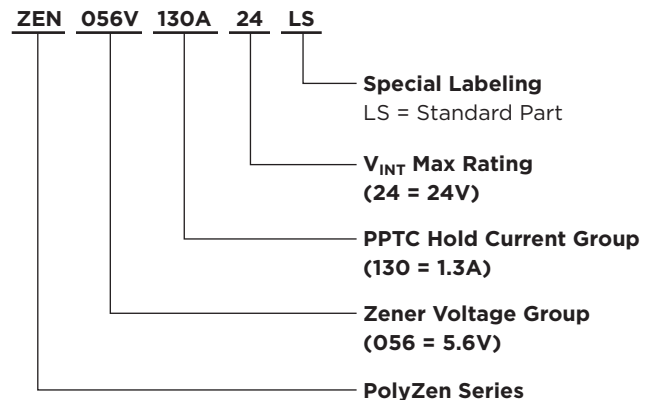 ZEN 056V 130A 24 LS
Special Labeling
LS = Standard Part
VINT Max Rating
(24 = 24V)
PPTC Hold Current Group
(130 = 1.3A)
Zener Voltage Group
(056 = 5.6V)
PolyZen Series